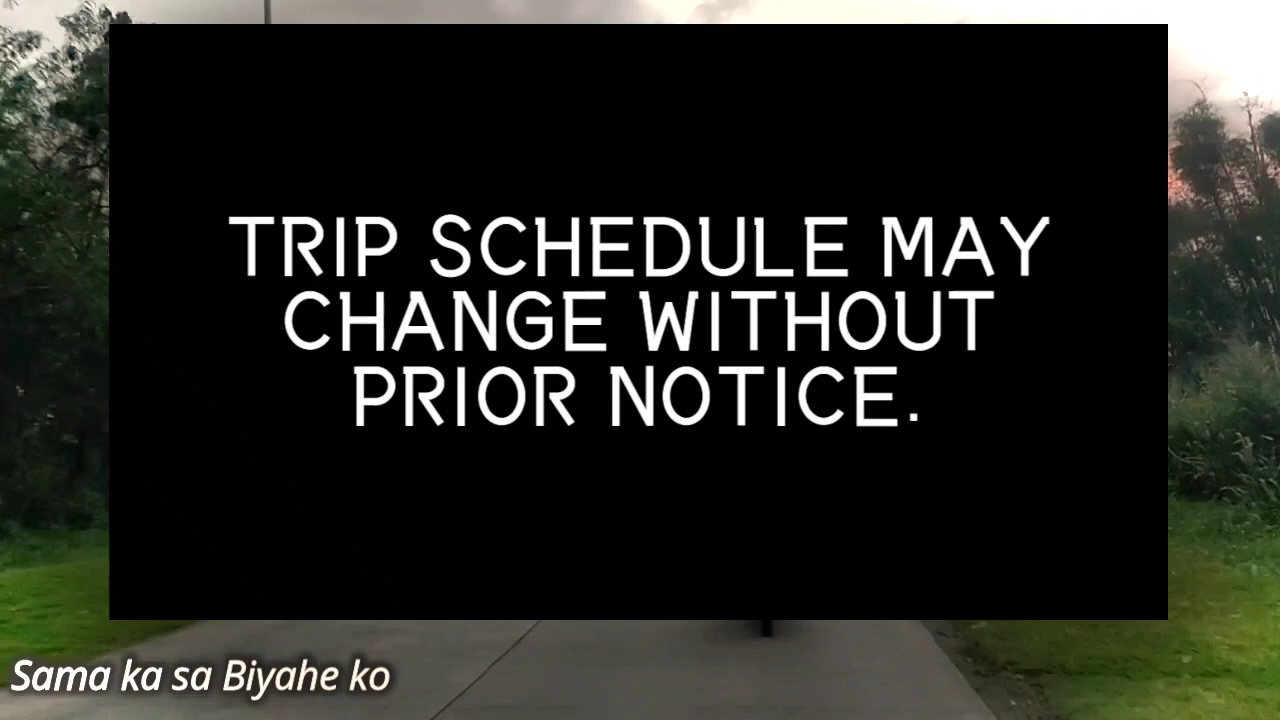 TRIP SCHEDULE MAY
CHANGE WITHOUT
PRIOR NOTICE.
Sama ka sa Biyahe ko